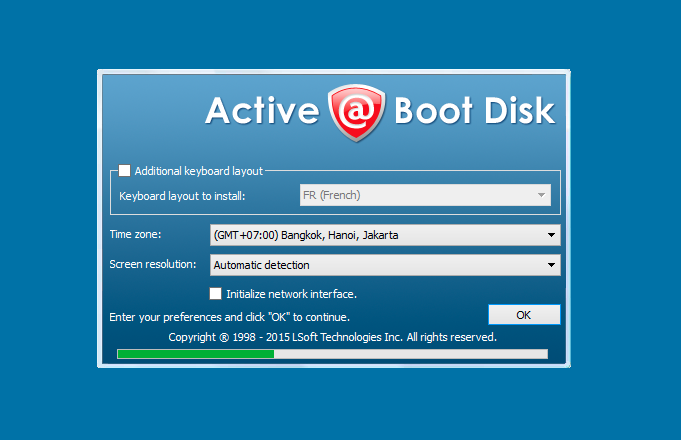 Active @ Boot Disk
Additional keyboard layout
Keyboard layout to install: FR (French)
Time zone: (GMT+07:00) Bangkok, Hanoi, Jakarta
Screen resolution: Automatic detection
Initialize network interface.
Enter your preferences and click "OK" to continue. OK
Copyright ® 1998 - 2015 LSoft Technologies Inc. All rights reserved.